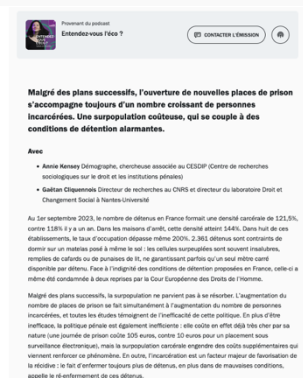 Provenant du podcast
Entendez-vous l'éco ?
CONTACTER L'ÉMISSION
Malgré des plans successifs, l'ouverture de nouvelles places de prison
s'accompagne toujours d'un nombre croissant de personnes
incarcérées. Une surpopulation coûteuse, qui se couple à des
conditions de détention alarmantes.
Avec
• Annie Kensey Démographe, chercheuse associée au CESDIP (Centre de recherches
sociologiques sur le droit et les institutions pénales)
• Gaëtan Cliquennois Directeur de recherches au CNRS et directeur du laboratoire Droit et
Changement Social à Nantes-Université
Au 1er septembre 2023, le nombre de détenus en France formait une densité carcérale de 121,5%,
contre 118% il y a un an. Dans les maisons d'arrêt, cette densité atteint 144%. Dans huit de ces
établissements, le taux d'occupation dépasse même 200%. 2.361 détenus sont contraints de
dormir sur un matelas posé à même le sol : les cellules surpeuplées sont souvent insalubres,
remplies de cafards ou de punaises de lit, ne garantissant parfois qu'un seul mètre carré
disponible par détenu. Face à l'indignité des conditions de détention proposées en France, celle-ci a
même été condamnée à deux reprises par la Cour Européenne des Droits de l'Homme.
Malgré des plans successifs, la surpopulation ne parvient pas à se résorber. L'augmentation du
nombre de places de prison se fait simultanément à l'augmentation du nombre de personnes
incarcérées, et toutes les études témoignent de l'inefficacité de cette politique. En plus d'être
inefficace, la politique pénale est également inefficiente : elle coûte en effet déjà très cher par sa
nature (une journée de prison coûte 105 euros, contre 10 euros pour un placement sous
surveillance électronique), mais la surpopulation carcérale engendre des coûts supplémentaires qui
viennent renforcer ce phénomène. En outre, l'incarcération est un facteur majeur de favorisation de
la récidive : le fait d'enfermer toujours plus de détenus, en plus dans de mauvaises conditions,
appelle le ré-enfermement de ces détenus.